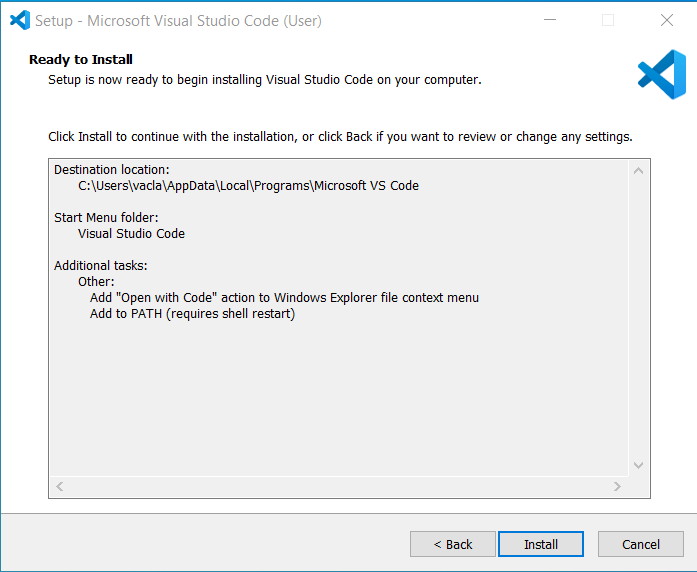 Setup - Microsoft Visual Studio Code (User)
Ready to Install
Setup is now ready to begin installing Visual Studio Code on your computer.
Click Install to continue with the installation, or click Back if you want to review or change any settings.
Destination location:
C:\Users\vacla\AppData\Local\Programs\Microsoft VS Code
Start Menu folder:
Visual Studio Code
Additional tasks:
Other:
Add "Open with Code" action to Windows Explorer file context menu
Add to PATH (requires shell restart)
< Back
Install
Cancel